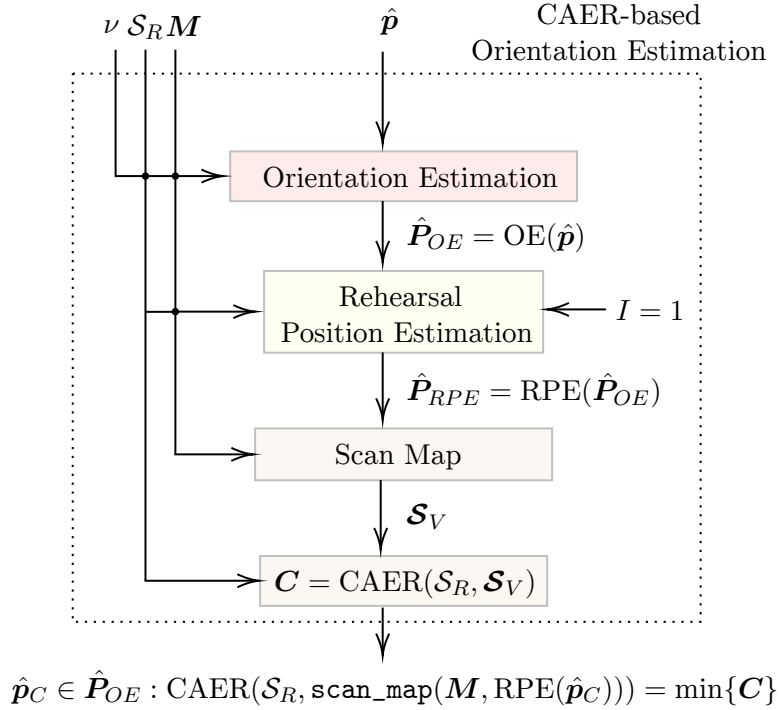 CAER-based
Orientation Estimation
ν 𝒮_R 𝑴
p̂
Orientation Estimation
P̂_OE = OE(p̂)
Rehearsal
Position Estimation
I = 1
P̂_RPE = RPE(P̂_OE)
Scan Map
𝓢_V
C = CAER(𝒮_R, 𝓢_V)
p̂_C ∈ P̂_OE : CAER(𝒮_R, scan_map(M, RPE(p̂_C))) = min{C}